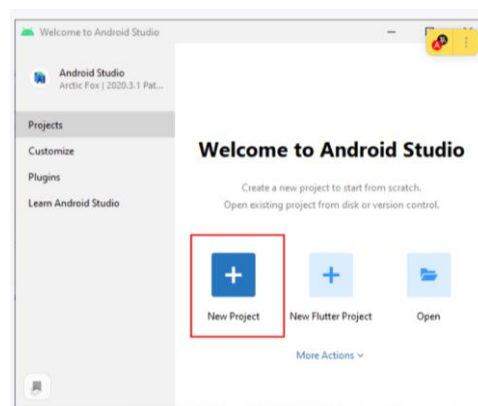 Welcome to Android Studio
Android Studio
Arctic Fox | 2020.3.1 Pat...
Projects
Customize
Plugins
Learn Android Studio
Welcome to Android Studio
Create a new project to start from scratch.
Open existing project from disk or version control.
New Project
New Flutter Project
Open
More Actions